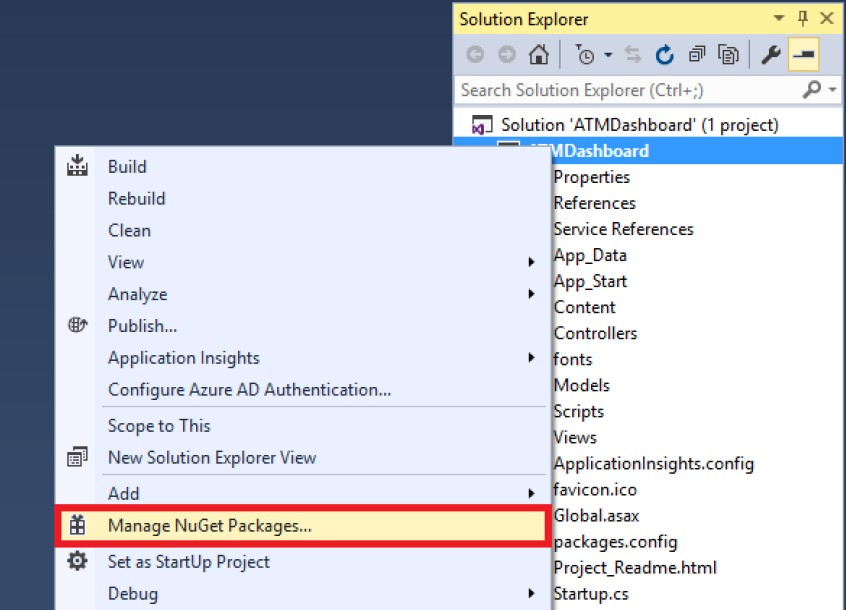 Solution Explorer
Search Solution Explorer (Ctrl+;)
Solution 'ATMDashboard' (1 project)
ATMDashboard
Properties
References
Service References
App_Data
App_Start
Content
Controllers
fonts
Models
Scripts
Views
ApplicationInsights.config
favicon.ico
Global.asax
packages.config
Project_Readme.html
Startup.cs
Build
Rebuild
Clean
View
Analyze
Publish...
Application Insights
Configure Azure AD Authentication...
Scope to This
New Solution Explorer View
Add
Manage NuGet Packages...
Set as StartUp Project
Debug